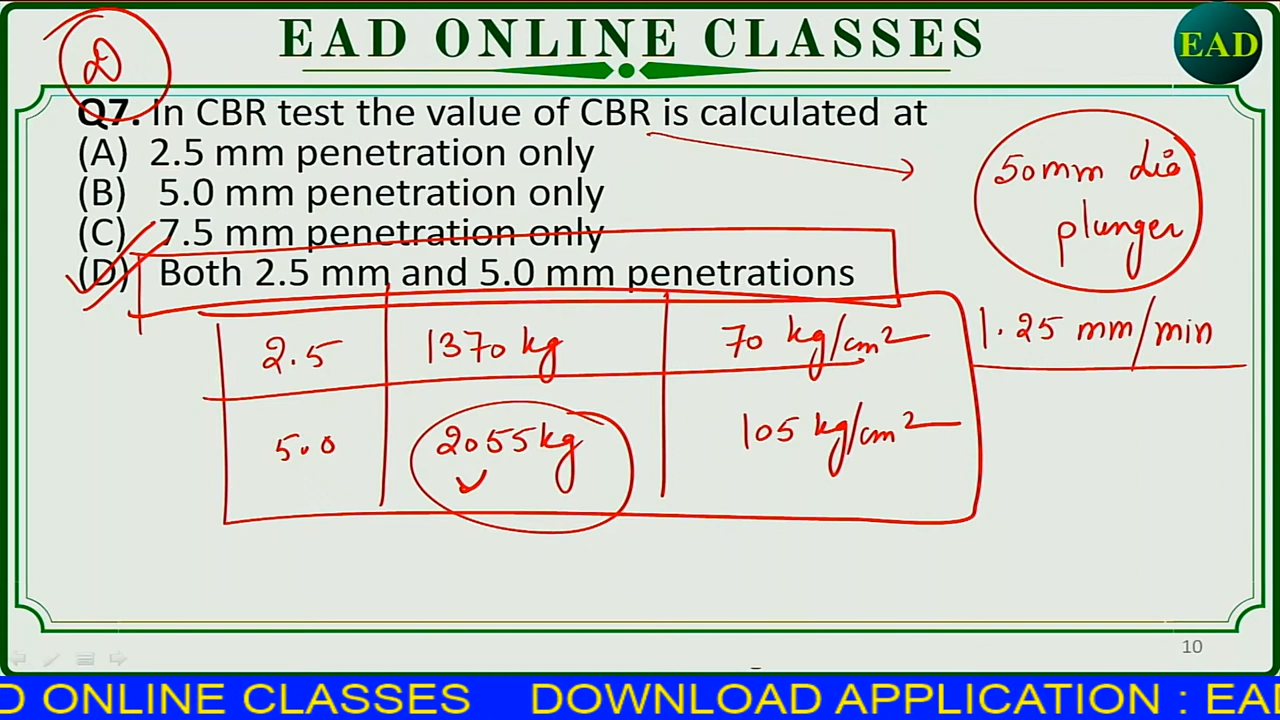 EAD ONLINE CLASSES
EAD
D
Q7. In CBR test the value of CBR is calculated at
(A) 2.5 mm penetration only
(B) 5.0 mm penetration only
(C) 7.5 mm penetration only
(D) Both 2.5 mm and 5.0 mm penetrations
50mm dia
plunger
1.25 mm/min
2.5 1370 kg 70 kg/cm2
5.0 2055 kg 105 kg/cm2
10
D ONLINE CLASSES DOWNLOAD APPLICATION : EAD